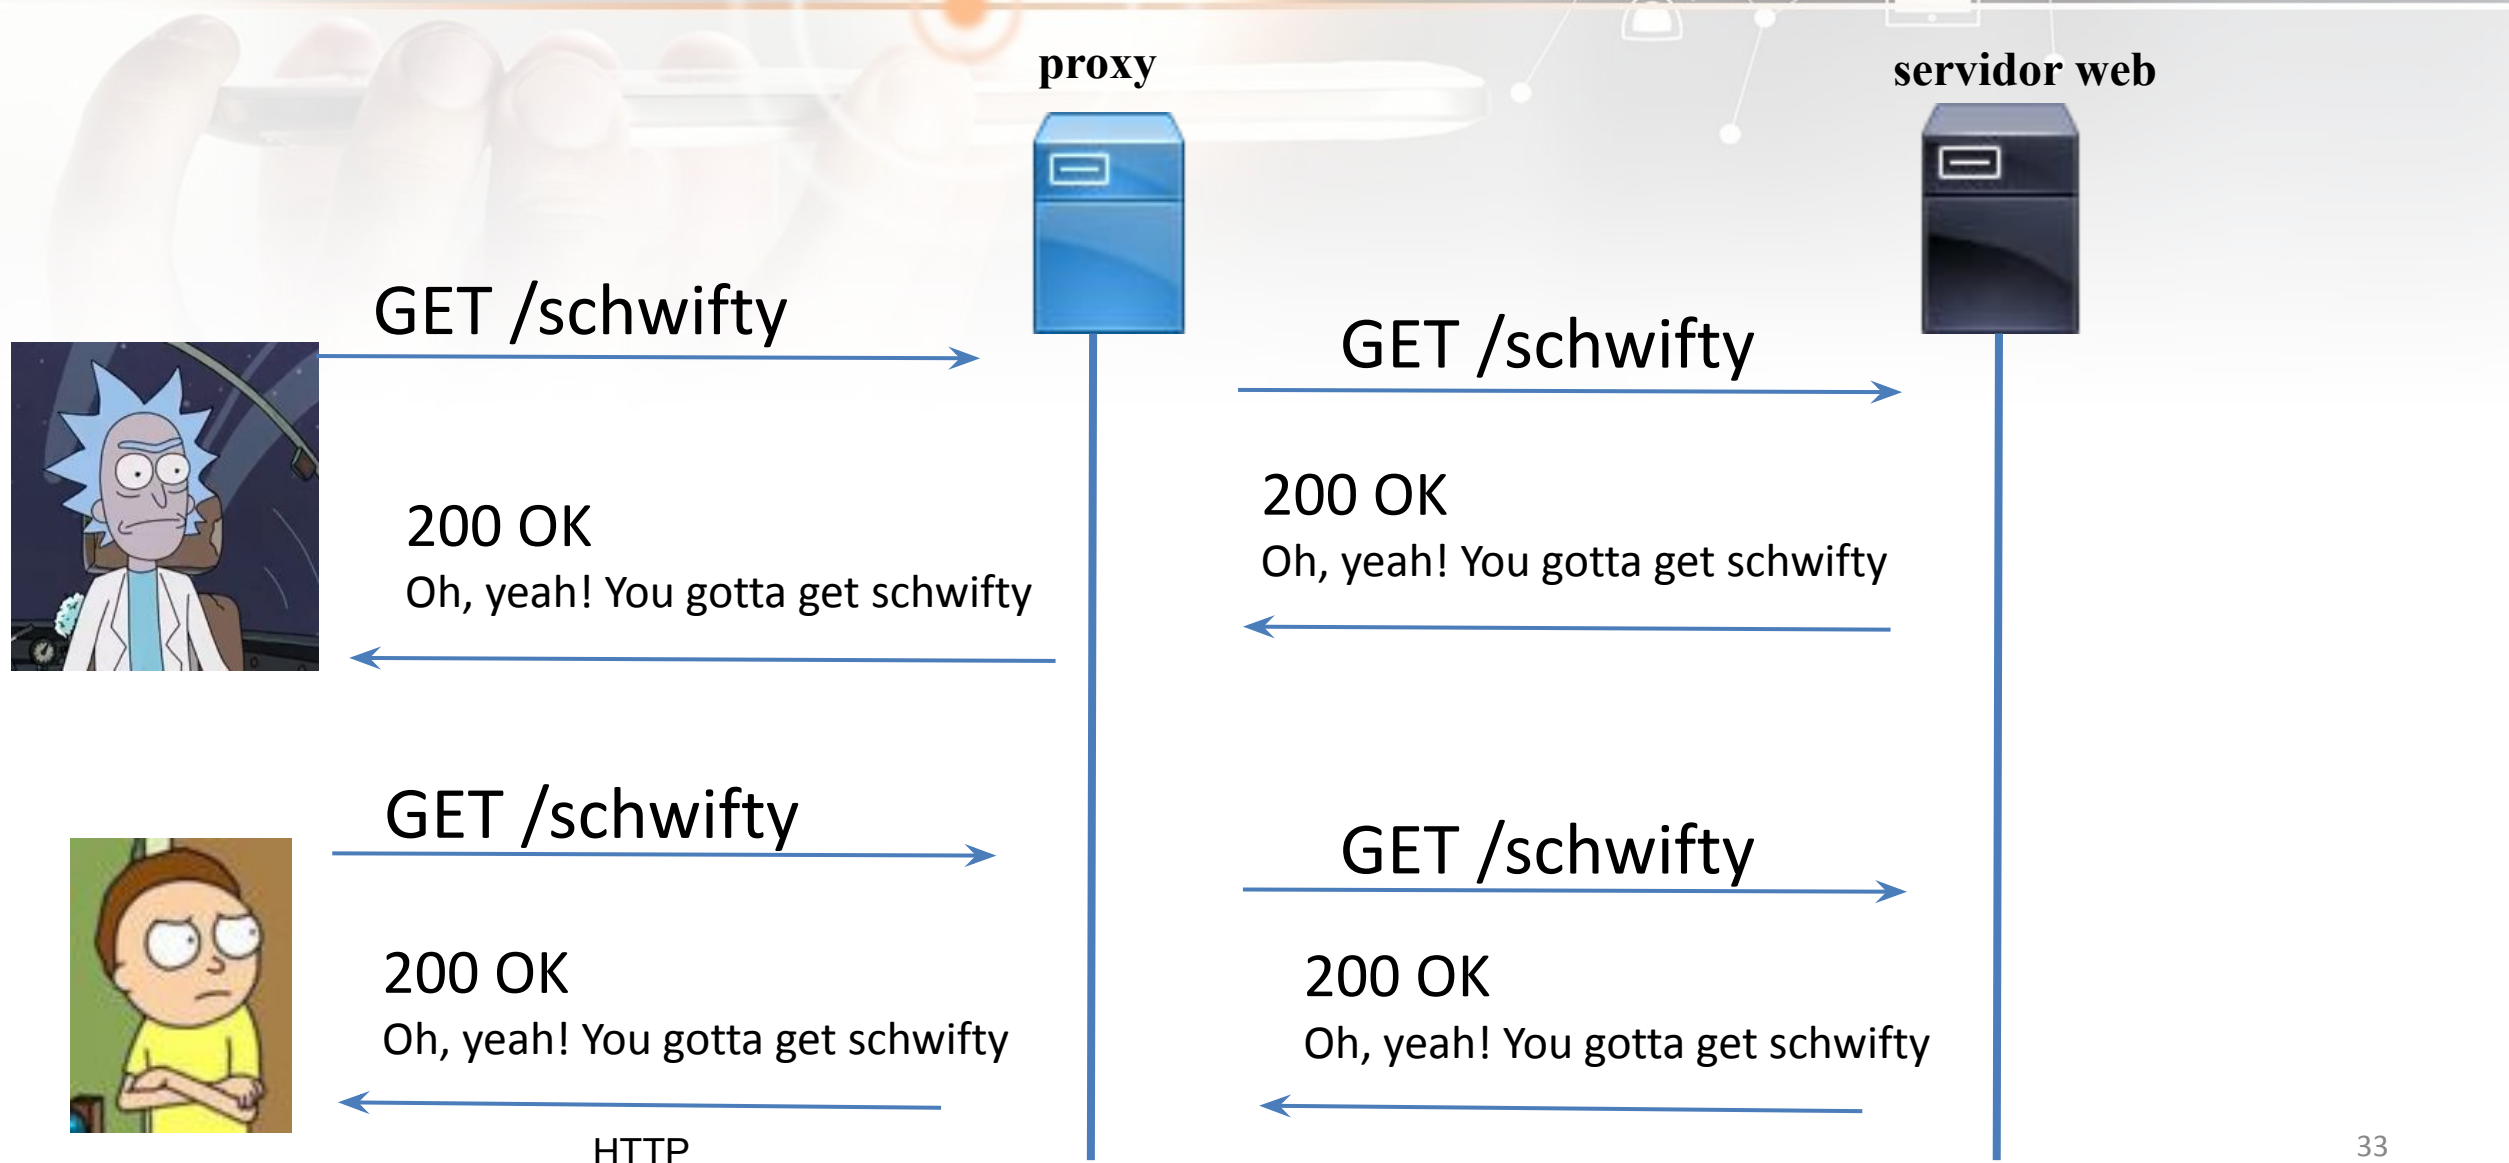 proxy
servidor web
GET /schwifty
GET /schwifty
200 OK
Oh, yeah! You gotta get schwifty
200 OK
Oh, yeah! You gotta get schwifty
GET /schwifty
GET /schwifty
200 OK
Oh, yeah! You gotta get schwifty
200 OK
Oh, yeah! You gotta get schwifty
HTTP
33